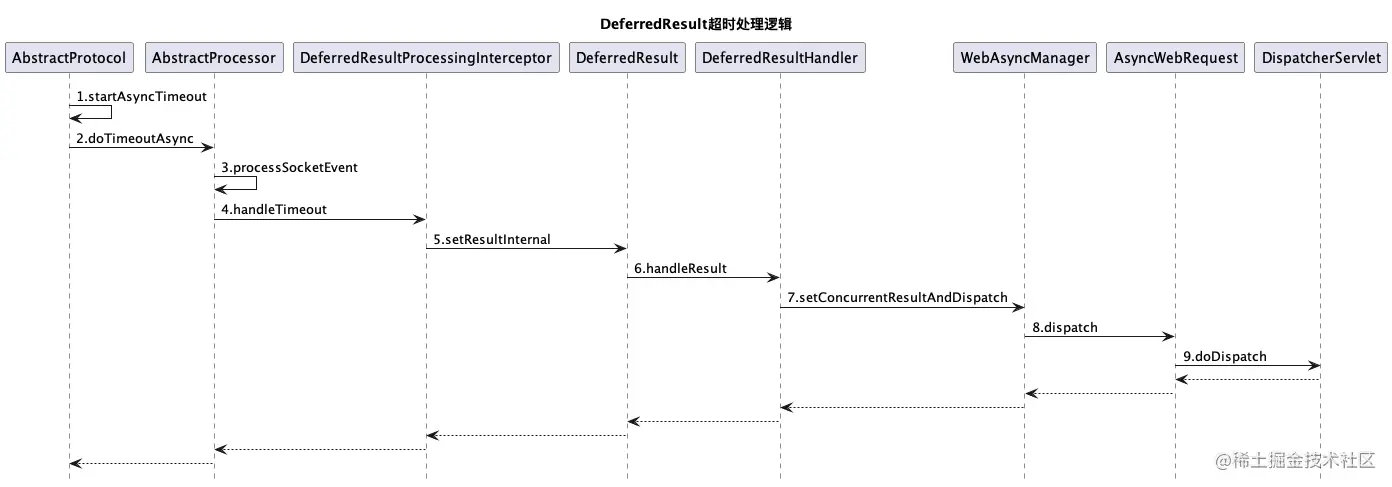 DeferredResult超时处理逻辑
AbstractProtocol AbstractProcessor DeferredResultProcessingInterceptor DeferredResult DeferredResultHandler WebAsyncManager AsyncWebRequest DispatcherServlet
1.startAsyncTimeout
2.doTimeoutAsync
3.processSocketEvent
4.handleTimeout
5.setResultInternal
6.handleResult
7.setConcurrentResultAndDispatch
8.dispatch
9.doDispatch
@稀土掘金技术社区